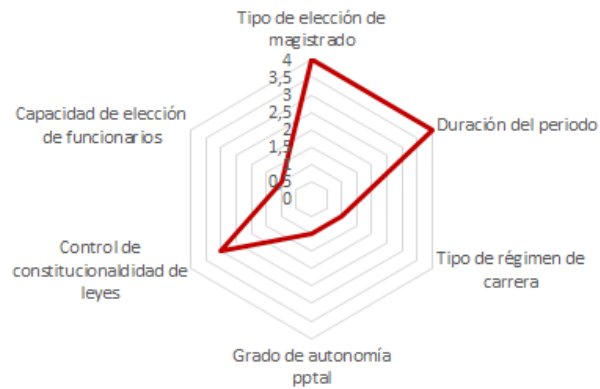 Tipo de elección de
magistrado
4
3,5
3
2,5
2
1,5
1
0,5
0
Duración del periodo
Tipo de régimen de
carrera
Grado de autonomía
pptal
Control de
constitucionaldidad de
leyes
Capacidad de elección
de funcionarios